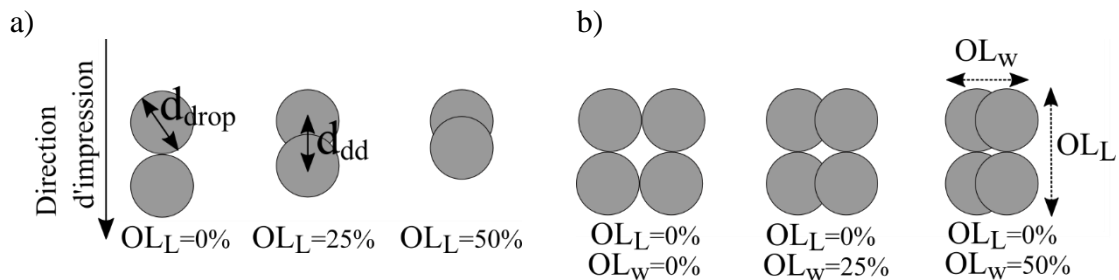 a)
Direction
d'impression
ddrop
ddd
OLL=0%
OLL=25%
OLL=50%
b)
OLw
OLL
OLL=0%
OLw=0%
OLL=0%
OLw=25%
OLL=0%
OLw=50%